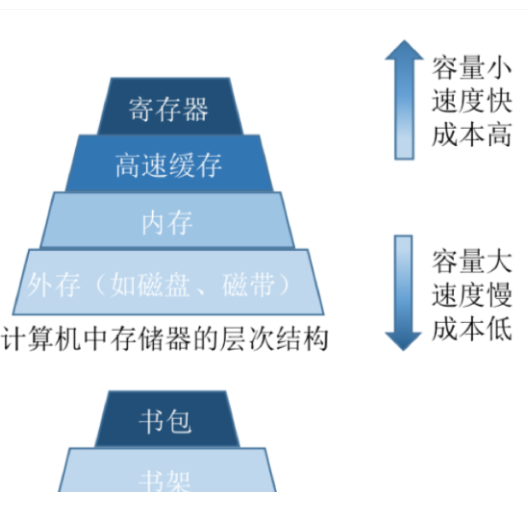 寄存器
高速缓存
内存
外存（如磁盘、磁带）
计算机中存储器的层次结构
容量小
速度快
成本高
容量大
速度慢
成本低
书包
书架